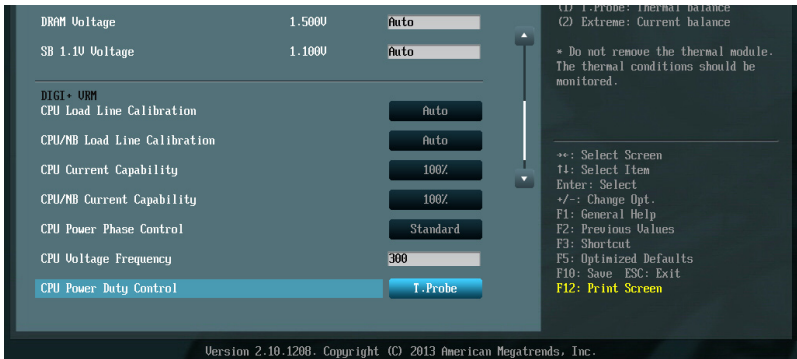 DRAM Voltage 1.500V Auto
SB 1.1V Voltage 1.100V Auto
DIGI+ VRM
CPU Load Line Calibration Auto
CPU/NB Load Line Calibration Auto
CPU Current Capability 100%
CPU/NB Current Capability 100%
CPU Power Phase Control Standard
CPU Voltage Frequency 300
CPU Power Duty Control T.Probe
(1) T.Probe: Thermal balance
(2) Extreme: Current balance
* Do not remove the thermal module.
The thermal conditions should be
monitored.
→←: Select Screen
↑↓: Select Item
Enter: Select
+/-: Change Opt.
F1: General Help
F2: Previous Values
F3: Shortcut
F5: Optimized Defaults
F10: Save ESC: Exit
F12: Print Screen
Version 2.10.1208. Copyright (C) 2013 American Megatrends, Inc.